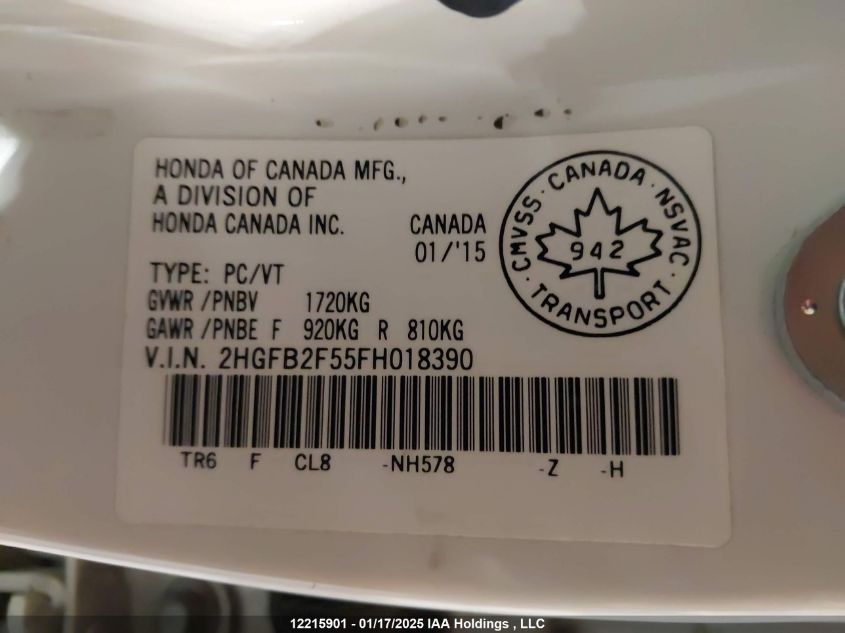 HONDA OF CANADA MFG.,
A DIVISION OF
HONDA CANADA INC.
CANADA
01/'15
TYPE: PC/VT
GVWR /PNBV 1720KG
GAWR /PNBE F 920KG R 810KG
V.I.N. 2HGFB2F55FH018390
TR6 F CL8 -NH578 -Z -H
CMVSS · CANADA · NSVAC · TRANSPORT ·
942
12215901 - 01/17/2025 IAA Holdings , LLC